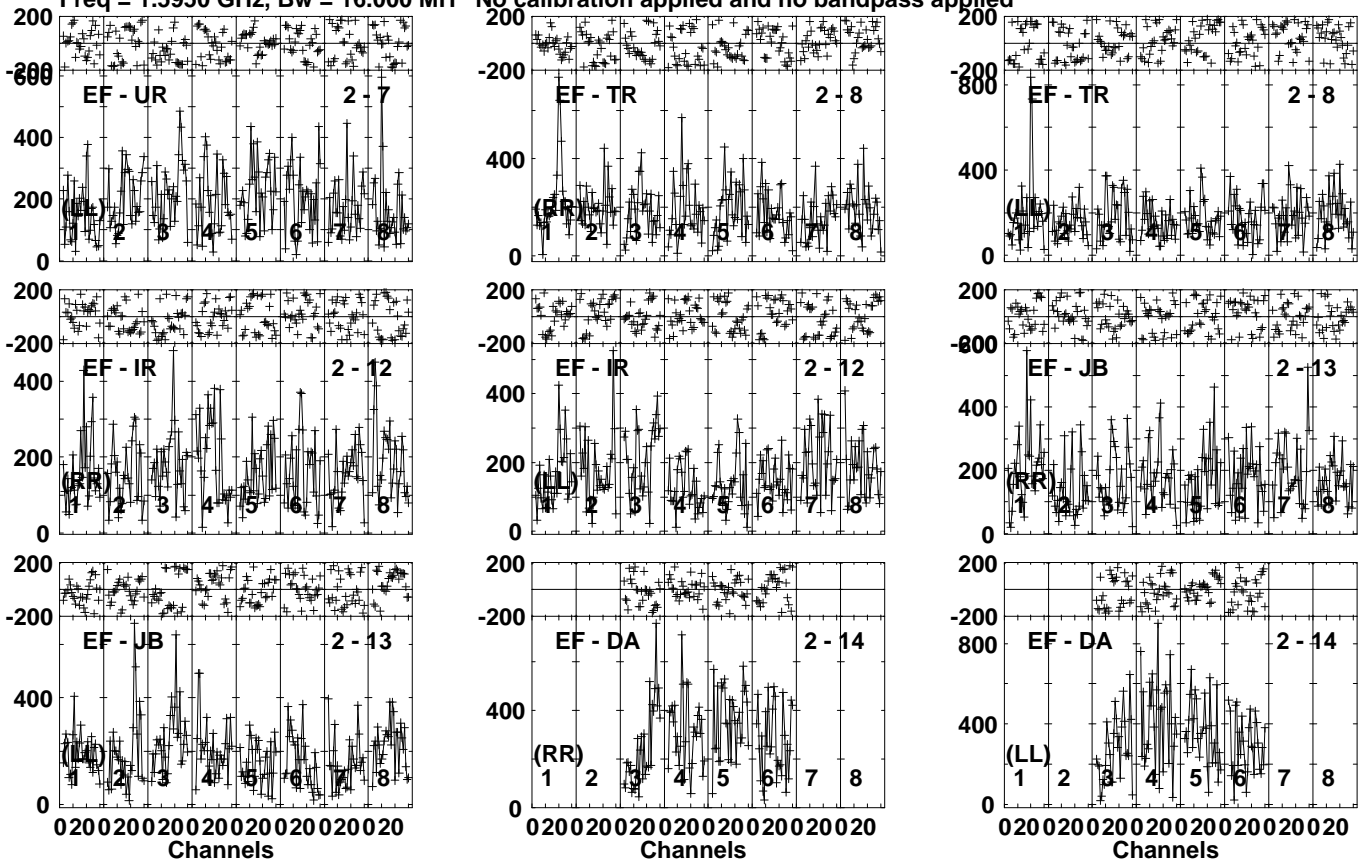 Freq = 1.5950 GHz, Bw = 16.000 MH No calibration applied and no bandpass applied
200 200 200
-200 -200 -200
600 EF - UR 2 - 7 EF - TR 2 - 8 800 EF - TR 2 - 8
400 400 400
200 200
(LL) (RR) (LL)
1 2 3 4 5 6 7 8 1 2 3 4 5 6 7 8 1 2 3 4 5 6 7 8
0 0 0
200 200 200
-200 -200 -200
600
EF - IR 2 - 12 EF - IR 2 - 12 EF - JB 2 - 13
400 400 400
200 200 200
(RR) (LL) (RR)
1 2 3 4 5 6 7 8 1 2 3 4 5 6 7 8 1 2 3 4 5 6 7 8
0 0 0
200 200 200
-200 -200 -200
EF - JB 2 - 13 EF - DA 2 - 14 800 EF - DA 2 - 14
400 400 400
(LL) (RR) (LL)
1 2 3 4 5 6 7 8 1 2 3 4 5 6 7 8 1 2 3 4 5 6 7 8
0 0 0
0 20 0 20 0 20 0 20 0 20 0 20 0 20 0 20 0 20 0 20 0 20 0 20 0 20 0 20 0 20 0 20 0 20 0 20 0 20 0 20 0 20 0 20 0 20 0 20
Channels Channels Channels